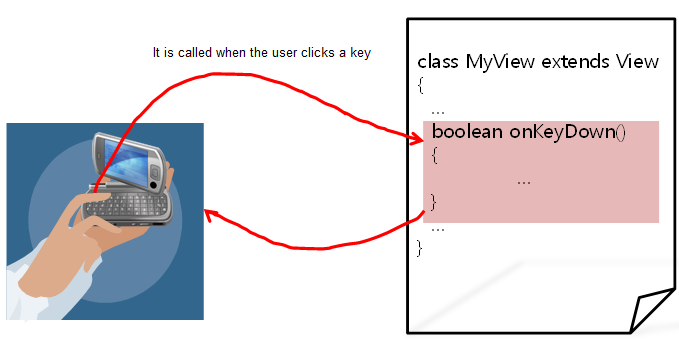 It is called when the user clicks a key
class MyView extends View
{
...
boolean onKeyDown()
{
...
}
...
}